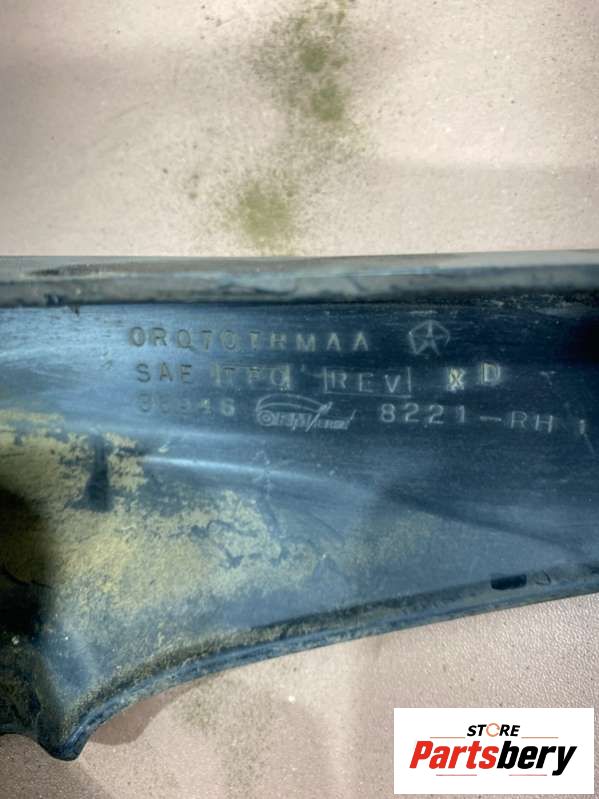 0RQ70TRMAA
SAE TPO REV XD
8221-RH
STORE
Partsbery